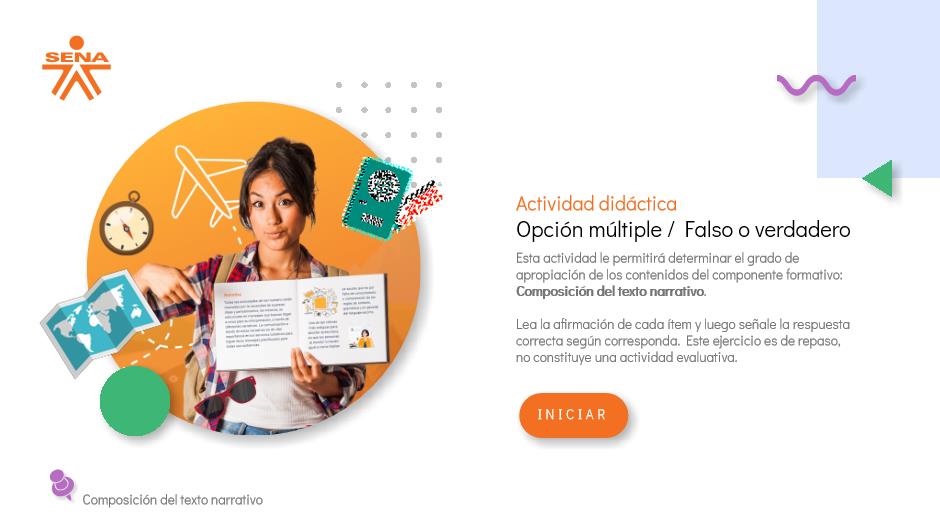 SENA
Actividad didáctica
Opción múltiple / Falso o verdadero
Esta actividad le permitirá determinar el grado de
apropiación de los contenidos del componente formativo:
Composición del texto narrativo.
Lea la afirmación de cada ítem y luego señale la respuesta
correcta según corresponda. Este ejercicio es de repaso,
no constituye una actividad evaluativa.
INICIAR
Composición del texto narrativo